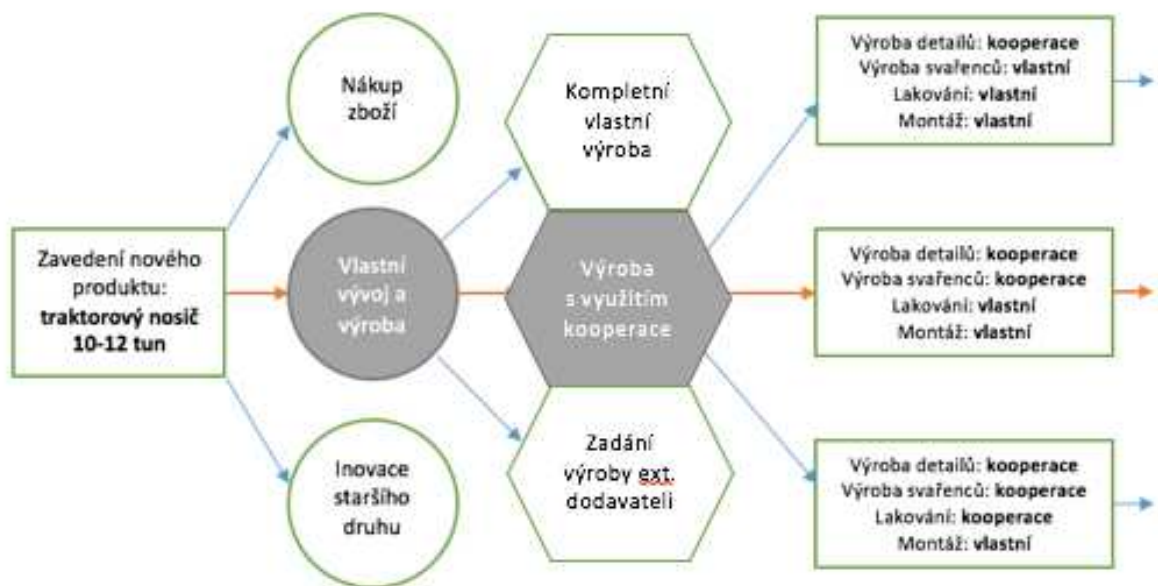 Zavedení nového
produktu:
traktorový nosič
10-12 tun
Nákup
zboží
Vlastní
vývoj a
výroba
Inovace
staršího
druhu
Kompletní
vlastní
výroba
Výroba
s využitím
kooperace
Zadání
výroby ext.
dodavateli
Výroba detailů: kooperace
Výroba svařenců: vlastní
Lakování: vlastní
Montáž: vlastní
Výroba detailů: kooperace
Výroba svařenců: kooperace
Lakování: vlastní
Montáž: vlastní
Výroba detailů: kooperace
Výroba svařenců: kooperace
Lakování: kooperace
Montáž: vlastní